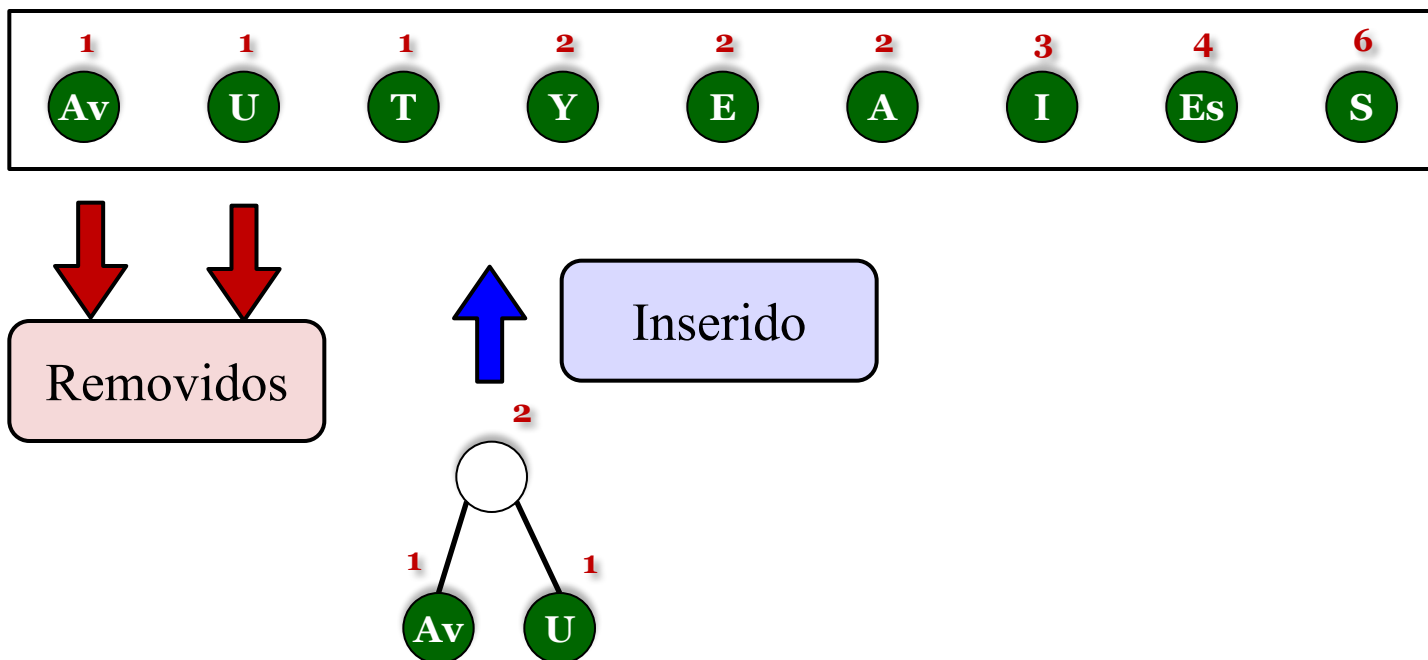 1 1 1 2 2 2 3 4 6
Av U T Y E A I Es S
Inserido
Removidos
2
1 1
Av U